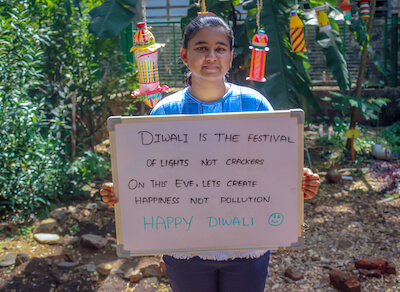 DIWALI IS THE FESTIVAL
OF LIGHTS NOT CRACKERS
ON THIS EVE, LETS CREATE
HAPPINESS NOT POLLUTION.
HAPPY DIWALI